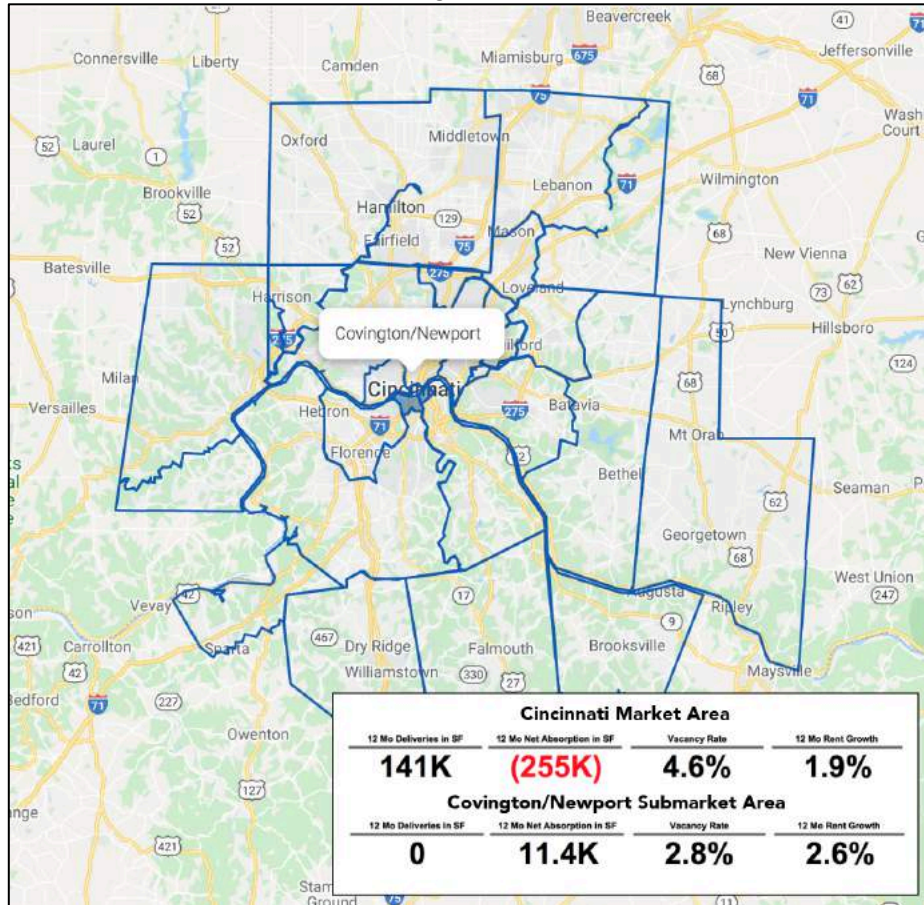 Beavercreek
41
71
Connersville
Liberty
Camden
Miamisburg
675
Jeffersonville
68
75
71
Wash
Court
Oxford
Middletown
52
Laurel
1
52
Lebanon
71
Wilmington
Brookville
52
Hamilton
129
Fairfield
75
Mason
68
New Vienna
52
Batesville
275
Harrison
Loveland
73
62
Lynchburg
Covington/Newport
50
Hillsboro
275
Milan
124
Cincinnati
68
Versailles
Hebron
71
275
Batavia
Mt Orab
Florence
Bethel
Seaman
62
Georgetown
68
West Union
247
42
Vevay
17
Augusta
Ripley
9
421
Carrollton
Sparta
467
Dry Ridge
Falmouth
Brooksville
42
Williamstown
330
Maysville
Bedford
71
227
27
Owenton
127
421
75
11
Cincinnati Market Area
12 Mo Deliveries in SF 12 Mo Net Absorption in SF Vacancy Rate 12 Mo Rent Growth
141K (255K) 4.6% 1.9%
Covington/Newport Submarket Area
12 Mo Deliveries in SF 12 Mo Net Absorption in SF Vacancy Rate 12 Mo Rent Growth
0 11.4K 2.8% 2.6%